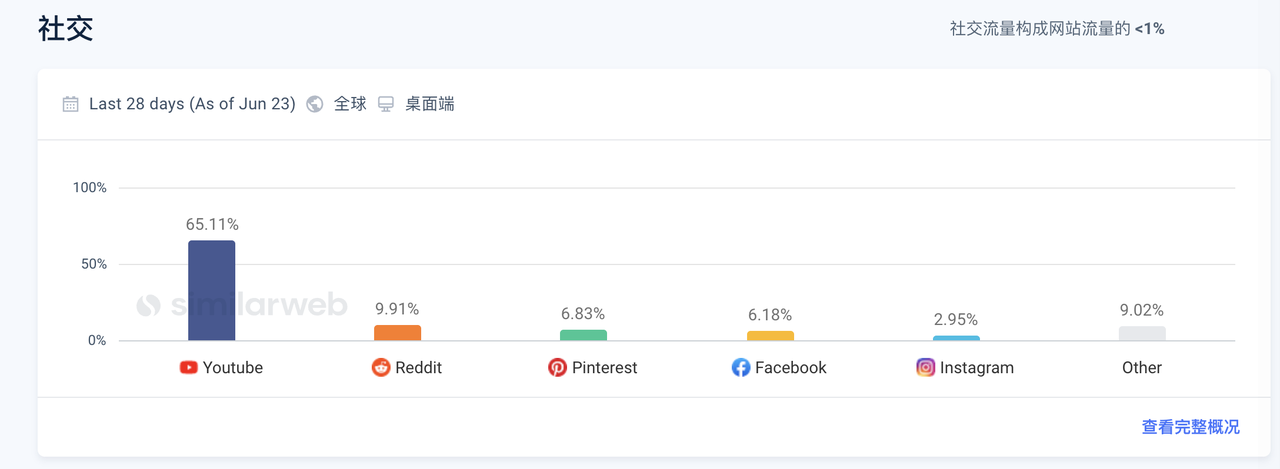 社交
社交流量构成网站流量的 <1%
Last 28 days (As of Jun 23) 全球 桌面端
100%
65.11%
50%
similarweb
9.91%
6.83%
6.18%
2.95%
9.02%
0%
Youtube Reddit Pinterest Facebook Instagram Other
查看完整概况